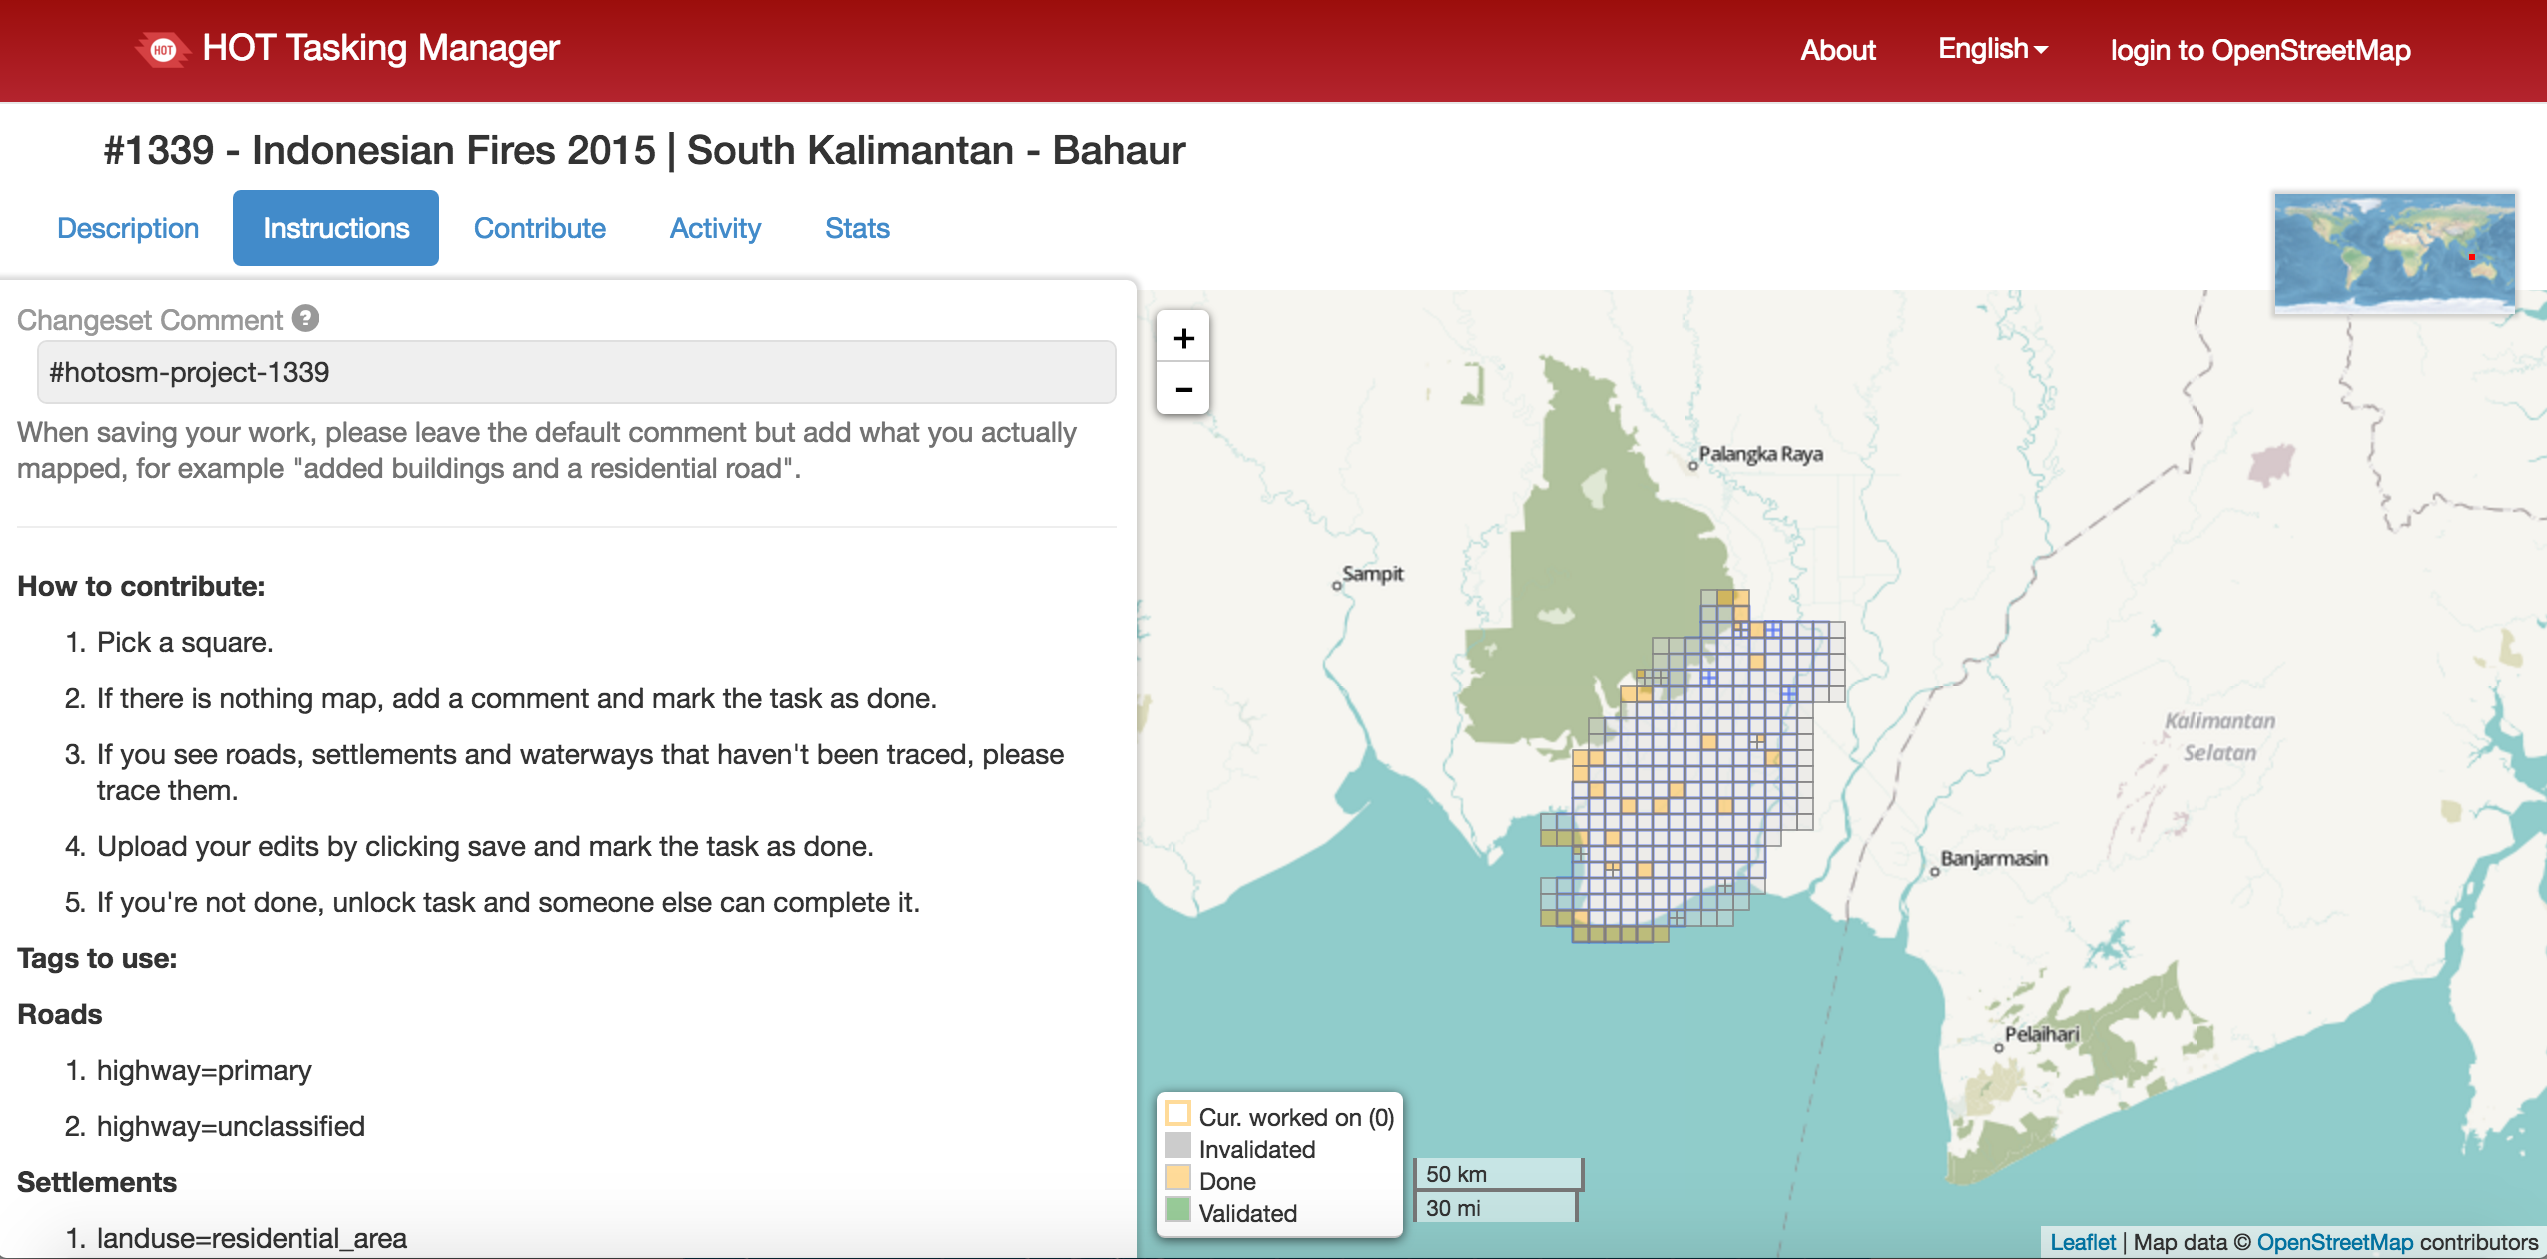 HOT HOT Tasking Manager
About English login to OpenStreetMap
#1339 - Indonesian Fires 2015 | South Kalimantan - Bahaur
Description Instructions Contribute Activity Stats
Changeset Comment ?
#hotosm-project-1339
When saving your work, please leave the default comment but add what you actually
mapped, for example "added buildings and a residential road".
How to contribute:
1. Pick a square.
2. If there is nothing map, add a comment and mark the task as done.
3. If you see roads, settlements and waterways that haven't been traced, please
trace them.
4. Upload your edits by clicking save and mark the task as done.
5. If you're not done, unlock task and someone else can complete it.
Tags to use:
Roads
1. highway=primary
2. highway=unclassified
Settlements
1. landuse=residential_area
+
-
Palangka Raya
Sampit
Kalimantan
Selatan
Banjarmasin
Pelaihari
Cur. worked on (0)
Invalidated
Done
Validated
50 km
30 mi
Leaflet | Map data © OpenStreetMap contributors